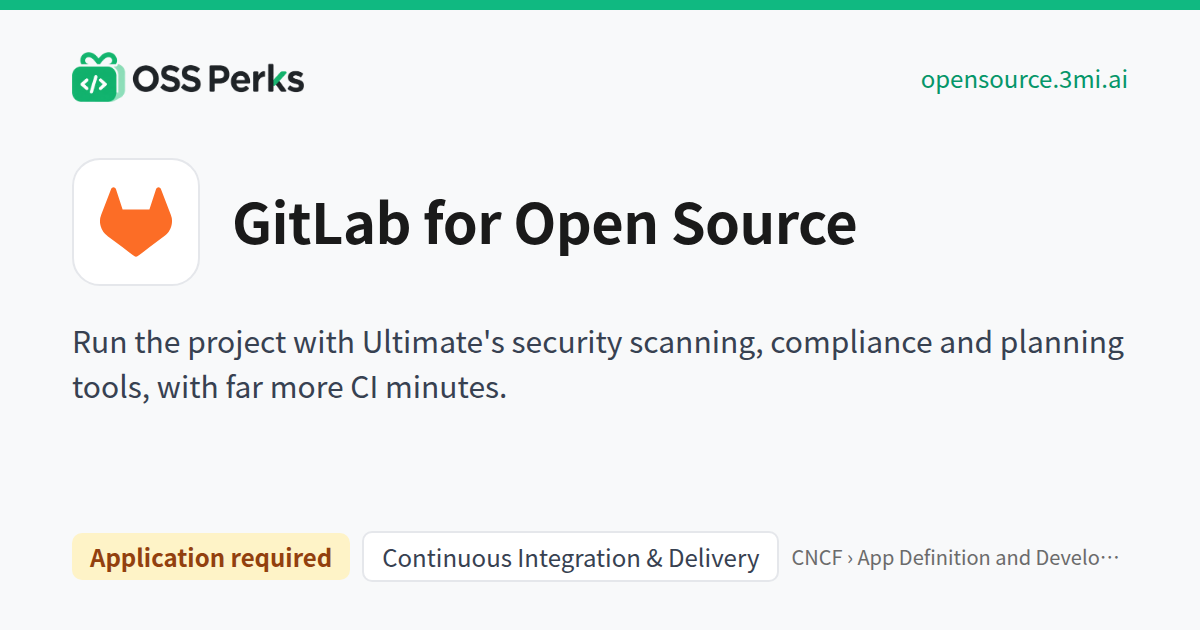 OSS Perks
opensource.3mi.ai
GitLab for Open Source
Run the project with Ultimate's security scanning, compliance and planning
tools, with far more CI minutes.
Application required
Continuous Integration & Delivery
CNCF › App Definition and Develo···